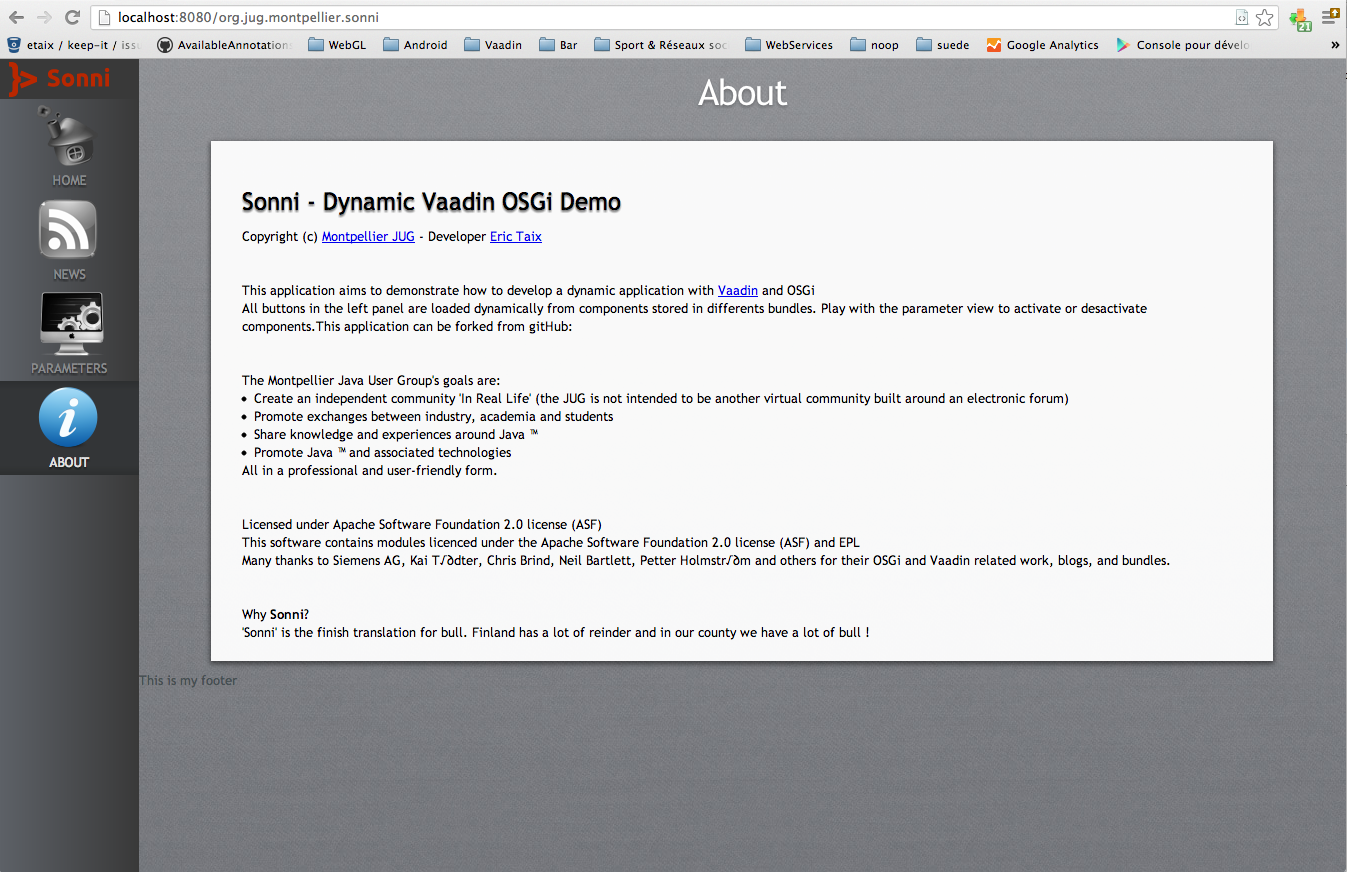 localhost:8080/org.jug.montpellier.sonni
21
etaix / keep-it / issu
AvailableAnnotations
WebGL
Android
Vaadin
Bar
Sport & Réseaux soc
WebServices
noop
suede
Google Analytics
Console pour dévelo
»
}> Sonni
HOME
NEWS
PARAMETERS
ABOUT
About
Sonni - Dynamic Vaadin OSGi Demo
Copyright (c) Montpellier JUG - Developer Eric Taix
This application aims to demonstrate how to develop a dynamic application with Vaadin and OSGi
All buttons in the left panel are loaded dynamically from components stored in differents bundles. Play with the parameter view to activate or desactivate
components.This application can be forked from gitHub:
The Montpellier Java User Group's goals are:
• Create an independent community 'In Real Life' (the JUG is not intended to be another virtual community built around an electronic forum)
• Promote exchanges between industry, academia and students
• Share knowledge and experiences around Java ™
• Promote Java ™ and associated technologies
All in a professional and user-friendly form.
Licensed under Apache Software Foundation 2.0 license (ASF)
This software contains modules licenced under the Apache Software Foundation 2.0 license (ASF) and EPL
Many thanks to Siemens AG, Kai T√∂dter, Chris Brind, Neil Bartlett, Petter Holmstr√∂m and others for their OSGi and Vaadin related work, blogs, and bundles.
Why Sonni?
'Sonni' is the finish translation for bull. Finland has a lot of reinder and in our county we have a lot of bull !
This is my footer